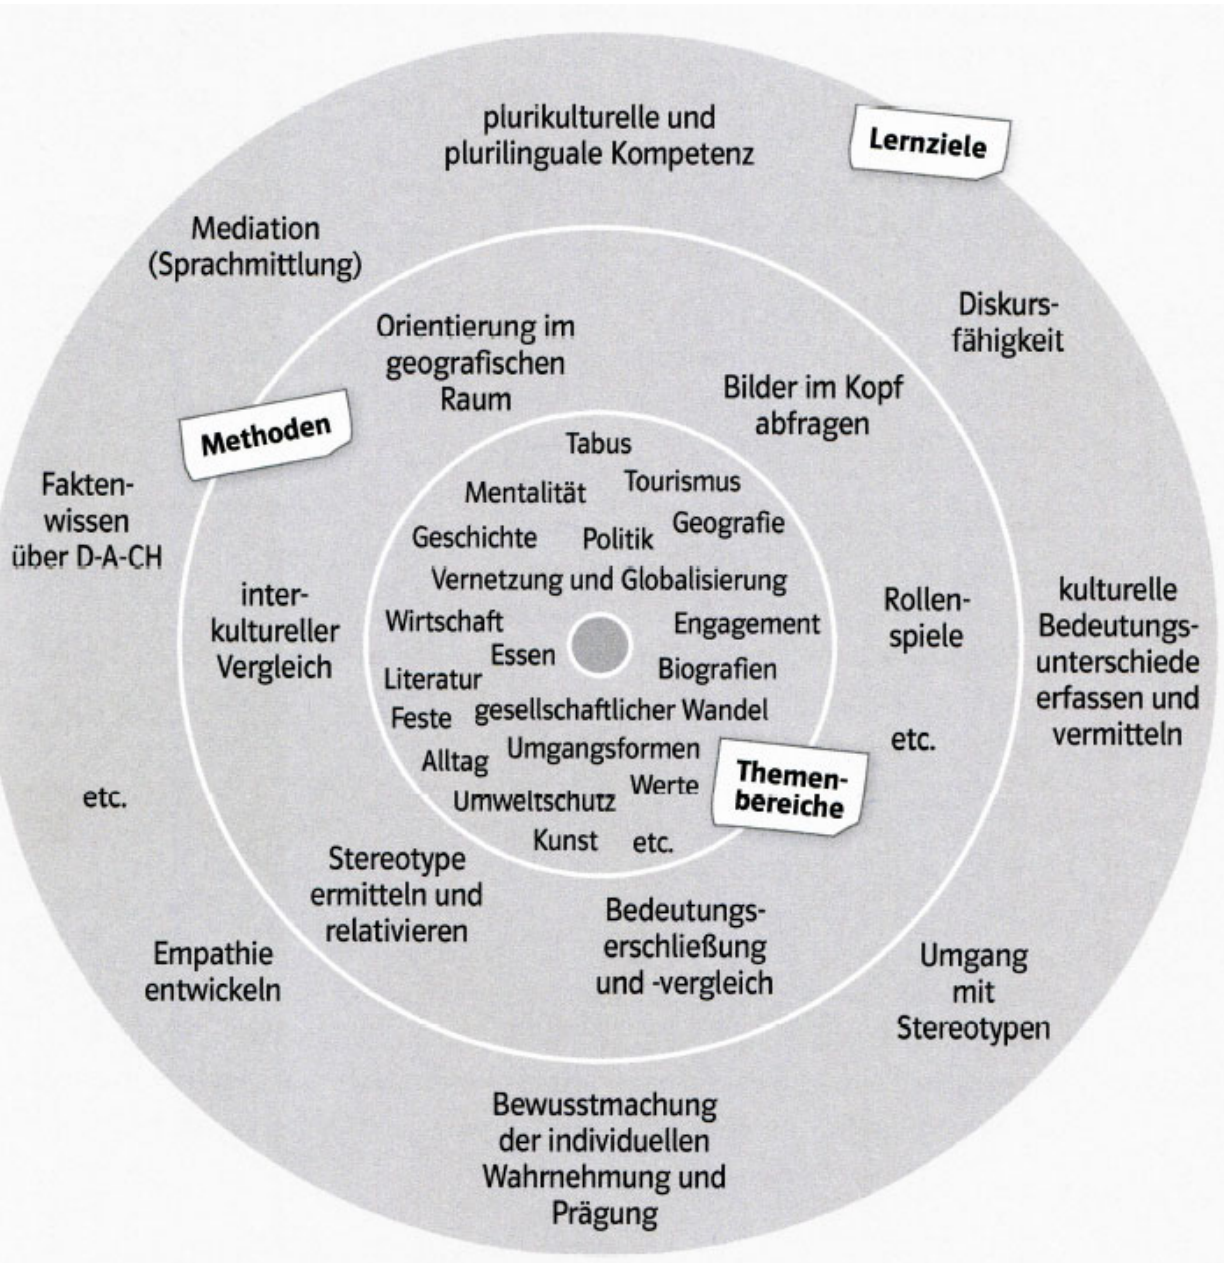 plurikulturelle und
plurilinguale Kompetenz
Lernziele
Mediation
(Sprachmittlung)
Diskurs-
fähigkeit
Orientierung im
geografischen
Raum
Bilder im Kopf
abfragen
Methoden
Fakten-
wissen
über D-A-CH
Tabus
Mentalität
Tourismus
Geschichte
Politik
Geografie
Vernetzung und Globalisierung
Wirtschaft
Engagement
Essen
Biografien
Literatur
Feste
gesellschaftlicher Wandel
Alltag
Umgangsformen
Werte
Umweltschutz
Kunst
etc.
Themen-
bereiche
inter-
kultureller
Vergleich
Rollen-
spiele
etc.
kulturelle
Bedeutungs-
unterschiede
erfassen und
vermitteln
etc.
Stereotype
ermitteln und
relativieren
Bedeutungs-
erschließung
und -vergleich
Empathie
entwickeln
Umgang
mit
Stereotypen
Bewusstmachung
der individuellen
Wahrnehmung und
Prägung